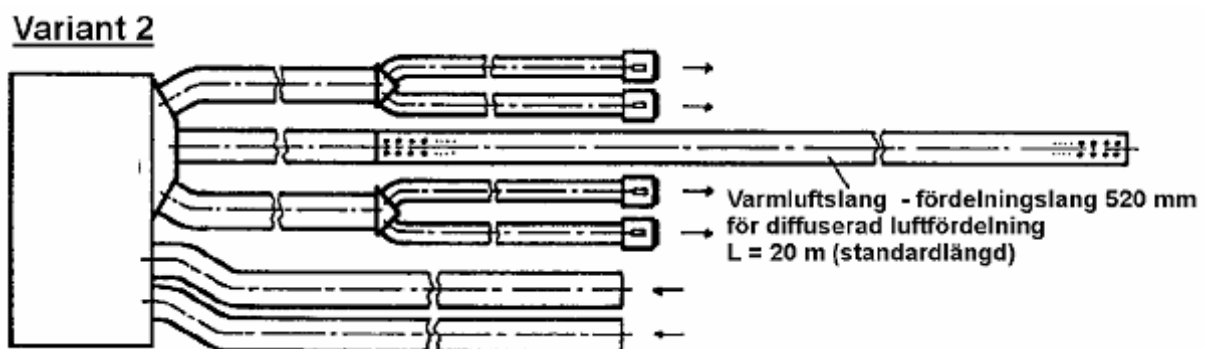 Variant 2
Varmluftslang - fördelningslang 520 mm
för diffuserad luftfördelning
L = 20 m (standardlängd)